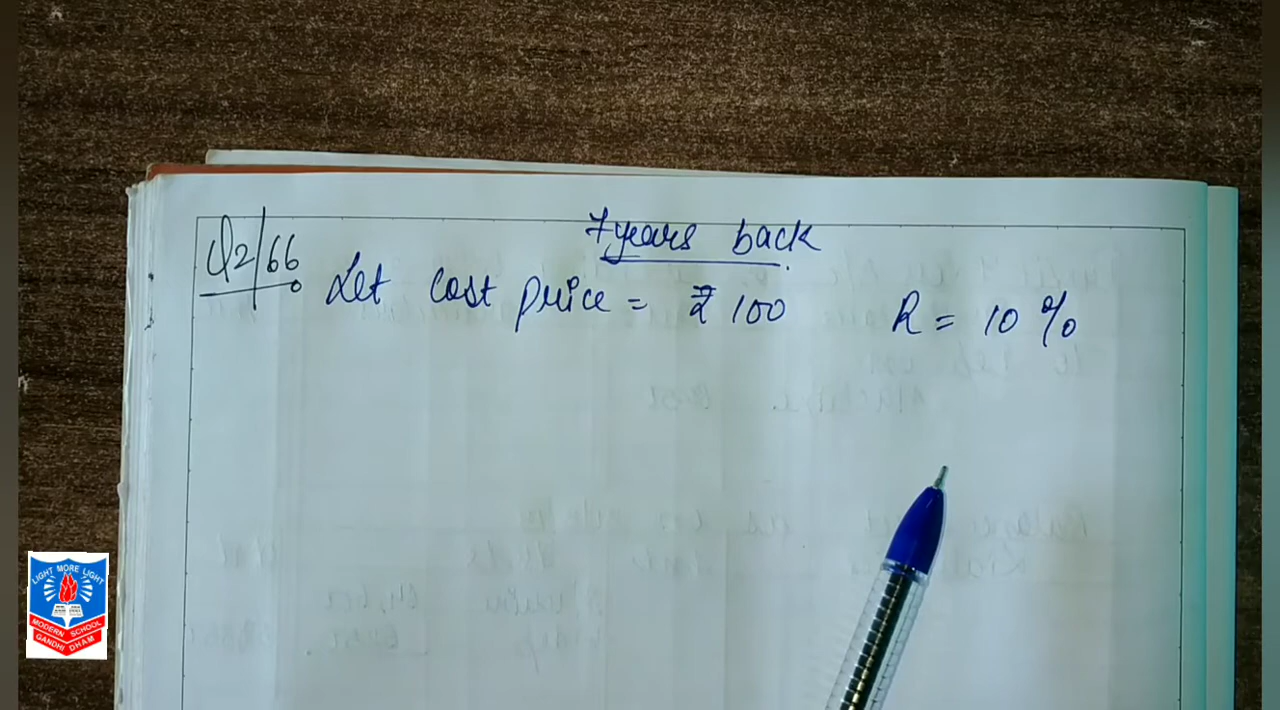 7 years back
Q2/66. Let cost price = ₹ 100 R = 10 %
LIGHT MORE LIGHT
MODERN SCHOOL
GANDHI DHAM